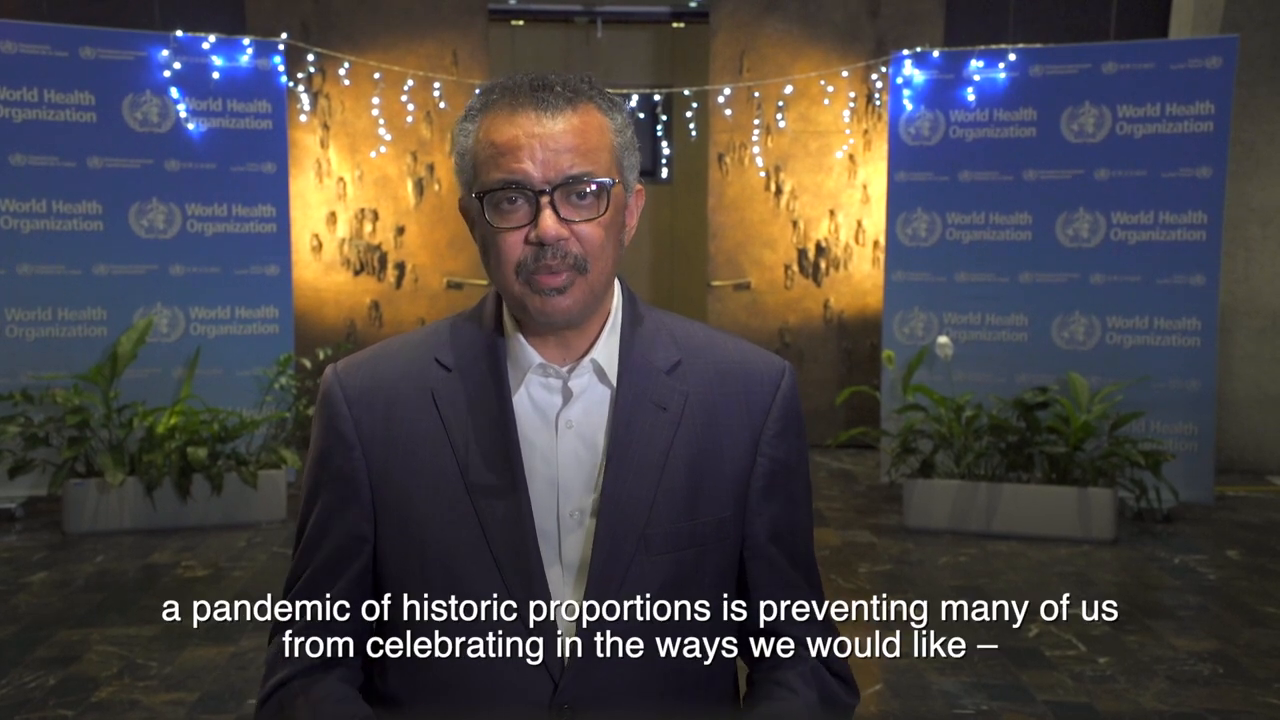 World Health
Organization
World Health
Organization
World Health
Organization
World Health
Organization
World Health
Organization
World Health
Organization
World Health
Organization
World Health
Organization
World Health
Organization
World Health
Organization
World Health
Organization
World Health
Organization
Health
a pandemic of historic proportions is preventing many of us
from celebrating in the ways we would like –